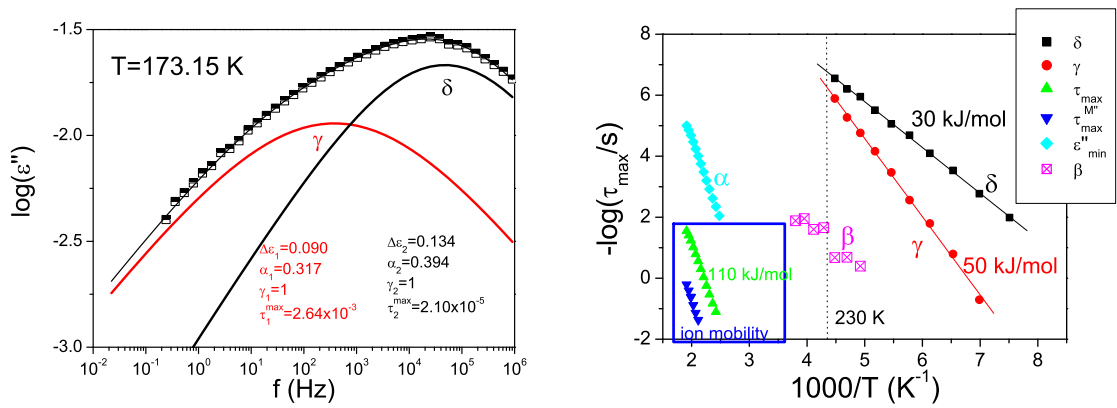 T=173.15 K
log(ε")
-1.5
-2.0
-2.5
-3.0
δ
γ
Δε1=0.090
α1=0.317
γ1=1
τ1max=2.64x10-3
Δε2=0.134
α2=0.394
γ2=1
τ2max=2.10x10-5
10-2 10-1 100 101 102 103 104 105 106
f (Hz)
-log(τmax/s)
8
6
4
2
0
-2
30 kJ/mol
δ
α
β
γ
110 kJ/mol
50 kJ/mol
ion mobility
230 K
2 3 4 5 6 7 8
1000/T (K-1)
δ
γ
τmax
τmaxM"
ε"min
β